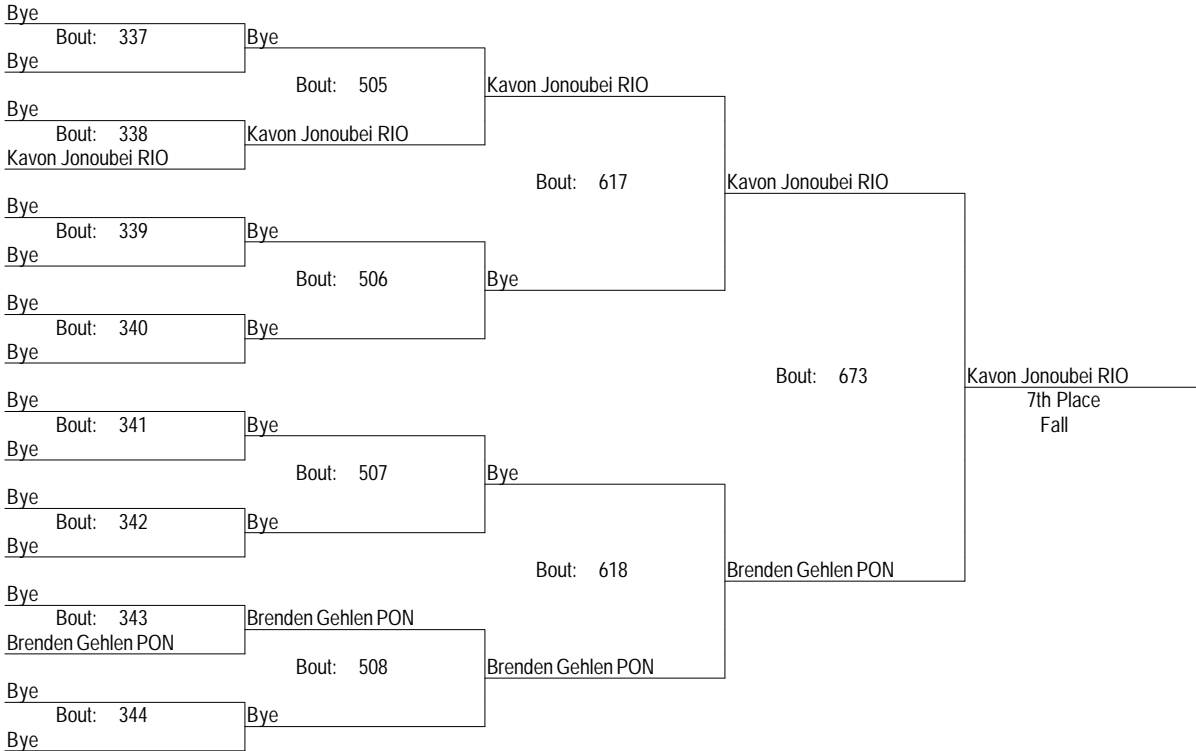 Bye
Bout: 337
Bye
Bye
Bout: 505
Kavon Jonoubei RIO
Bye
Bout: 338
Kavon Jonoubei RIO
Kavon Jonoubei RIO
Bout: 617
Kavon Jonoubei RIO
Bye
Bout: 339
Bye
Bye
Bout: 506
Bye
Bye
Bout: 340
Bye
Bye
Bout: 673
Kavon Jonoubei RIO
7th Place
Fall
Bye
Bout: 341
Bye
Bye
Bout: 507
Bye
Bye
Bout: 342
Bye
Bye
Bout: 618
Brenden Gehlen PON
Bye
Bout: 343
Brenden Gehlen PON
Brenden Gehlen PON
Bout: 508
Brenden Gehlen PON
Bye
Bout: 344
Bye
Bye